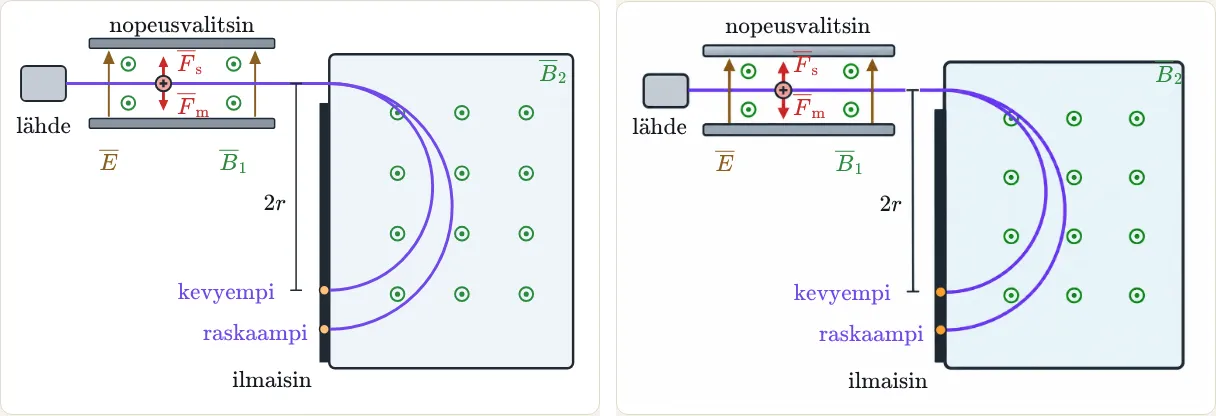 nopeusvalitsin
F̅s
B̅2
F̅m
lähde
E̅
B̅1
2r
kevyempi
raskaampi
ilmaisin
nopeusvalitsin
F̅s
B̅2
F̅m
lähde
E̅
B̅1
2r
kevyempi
raskaampi
ilmaisin